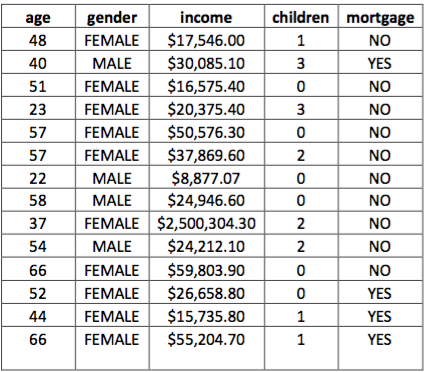 age gender income children mortgage
48 FEMALE $17,546.00 1 NO
40 MALE $30,085.10 3 YES
51 FEMALE $16,575.40 0 NO
23 FEMALE $20,375.40 3 NO
57 FEMALE $50,576.30 0 NO
57 FEMALE $37,869.60 2 NO
22 MALE $8,877.07 0 NO
58 MALE $24,946.60 0 NO
37 FEMALE $2,500,304.30 2 NO
54 MALE $24,212.10 2 NO
66 FEMALE $59,803.90 0 NO
52 FEMALE $26,658.80 0 YES
44 FEMALE $15,735.80 1 YES
66 FEMALE $55,204.70 1 YES